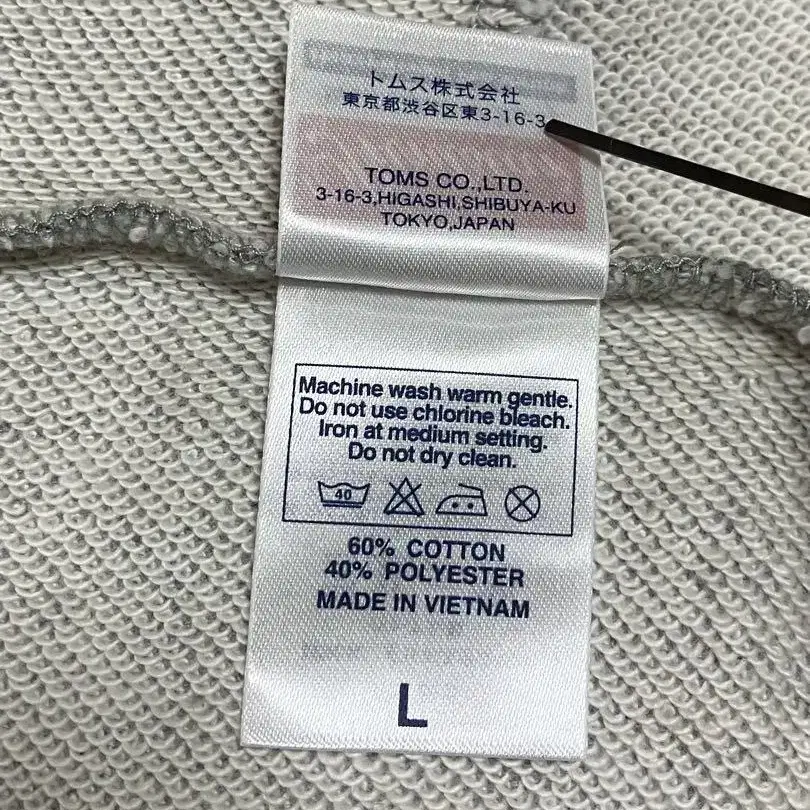 トムス株式会社
東京都渋谷区東3-16-3
TOMS CO.,LTD.
3-16-3,HIGASHI,SHIBUYA-KU
TOKYO,JAPAN
Machine wash warm gentle.
Do not use chlorine bleach.
Iron at medium setting.
Do not dry clean.
40
60% COTTON
40% POLYESTER
MADE IN VIETNAM
L